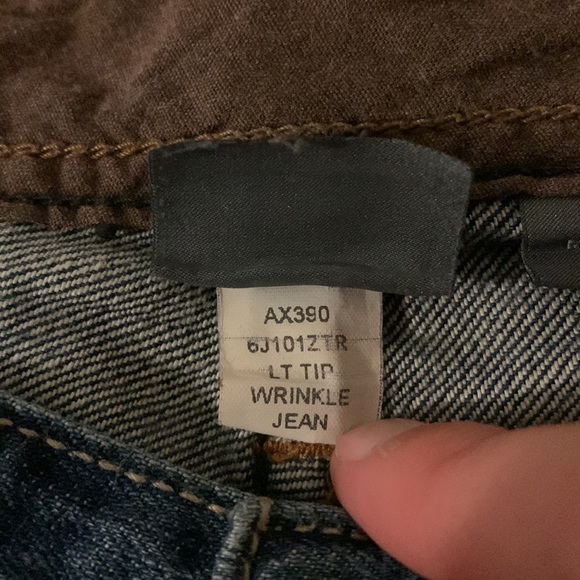 AX390
6J101ZTR
LT TIP
WRINKLE
JEAN